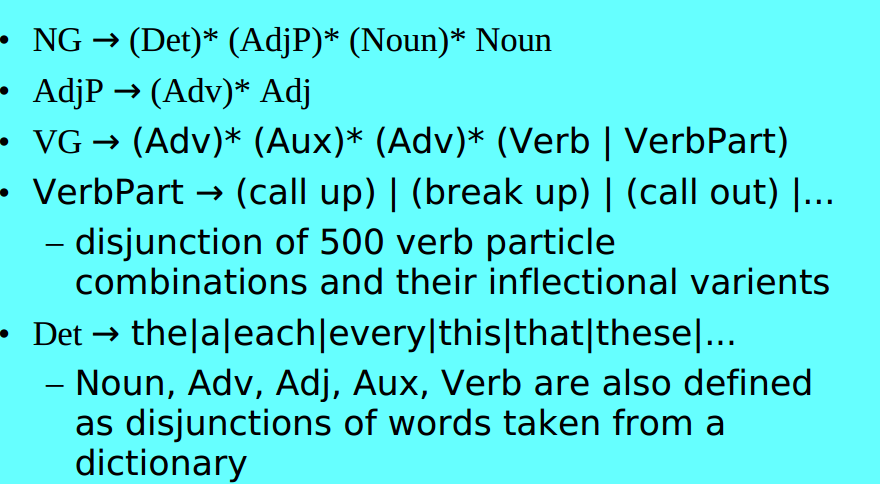 • NG → (Det)* (AdjP)* (Noun)* Noun
• AdjP → (Adv)* Adj
• VG → (Adv)* (Aux)* (Adv)* (Verb | VerbPart)
• VerbPart → (call up) | (break up) | (call out) |...
– disjunction of 500 verb particle
combinations and their inflectional varients
• Det → the|a|each|every|this|that|these|...
– Noun, Adv, Adj, Aux, Verb are also defined
as disjunctions of words taken from a
dictionary